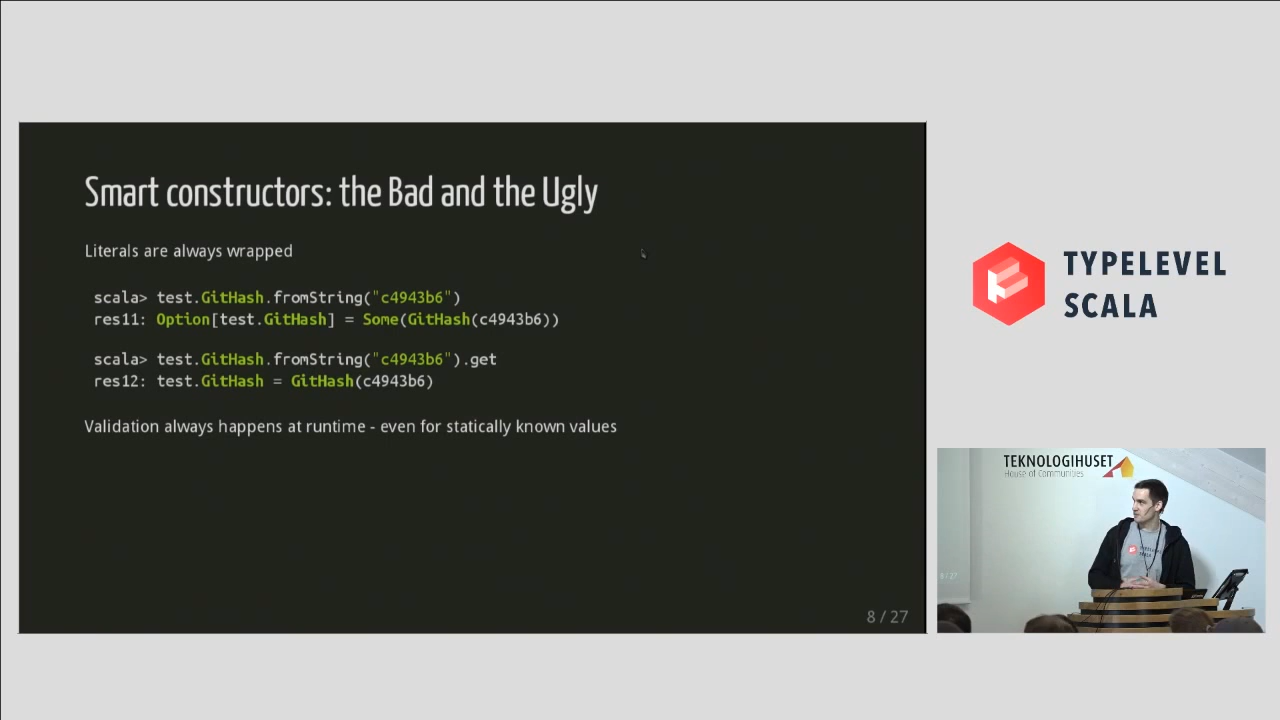 Smart constructors: the Bad and the Ugly
Literals are always wrapped
scala> test.GitHash.fromString("c4943b6")
res11: Option[test.GitHash] = Some(GitHash(c4943b6))
scala> test.GitHash.fromString("c4943b6").get
res12: test.GitHash = GitHash(c4943b6)
Validation always happens at runtime - even for statically known values
8 / 27
TYPELEVEL
SCALA
TEKNOLOGIHUSET
House of Communities
8 / 27